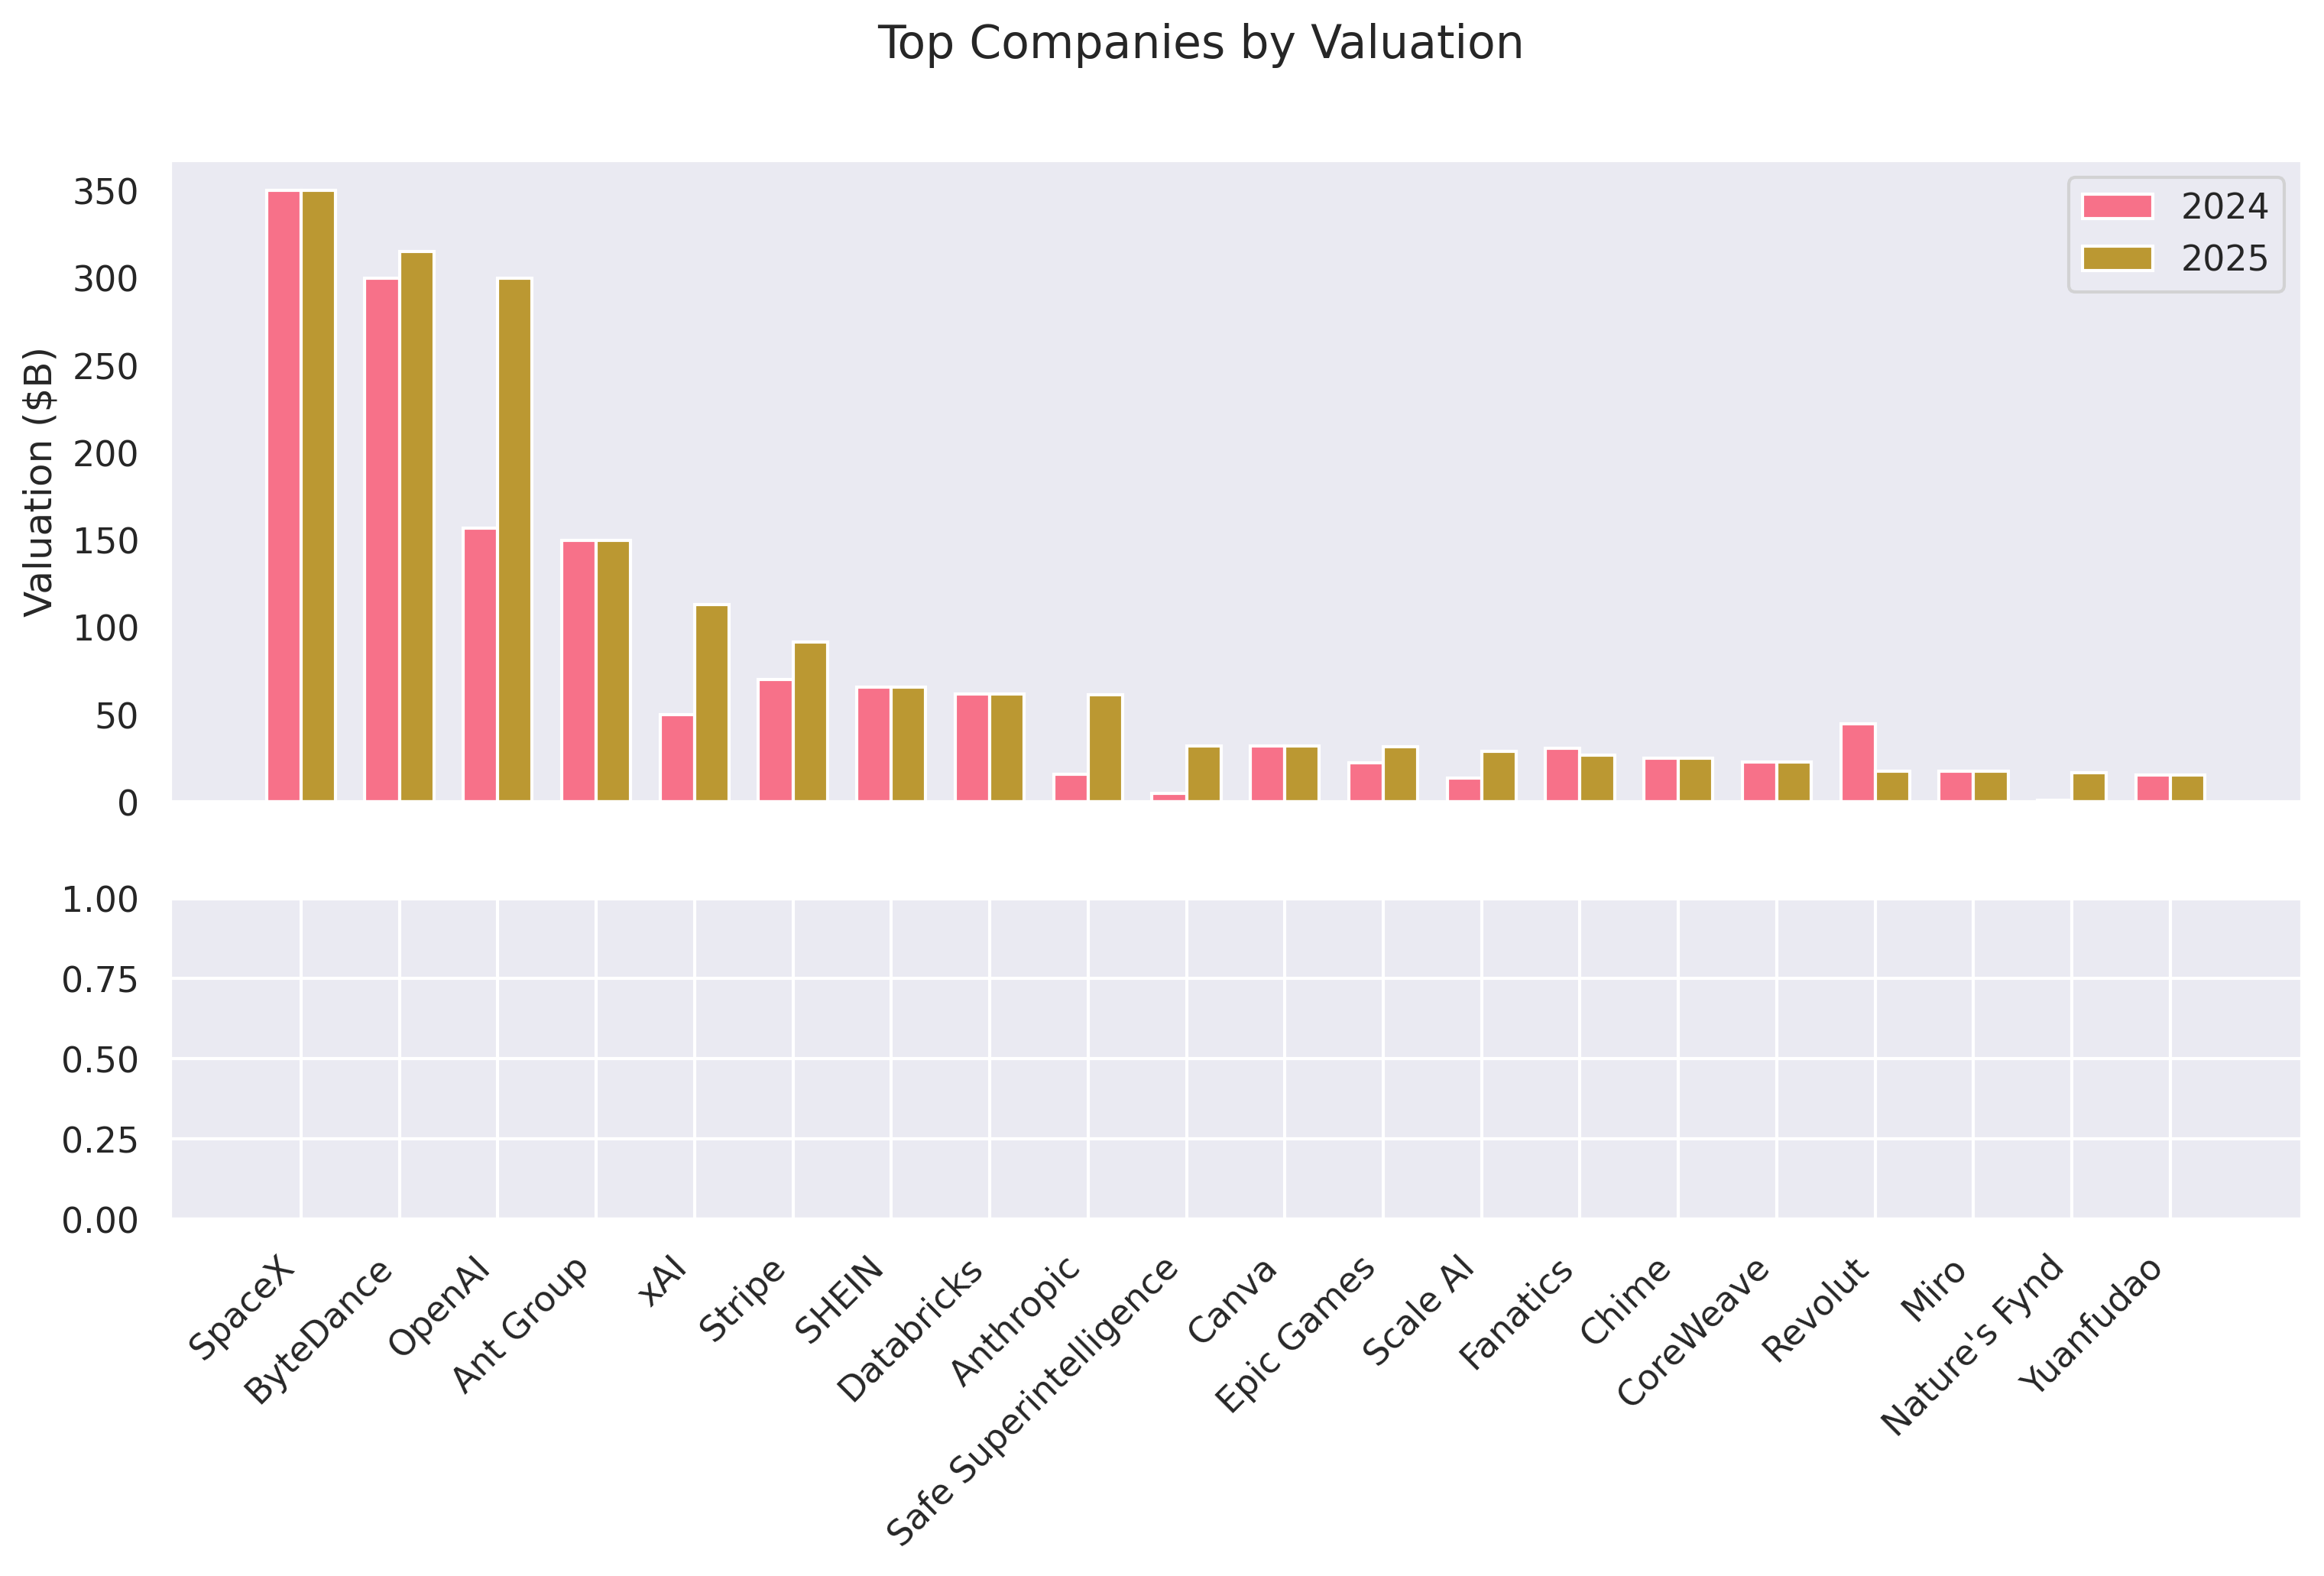 Top Companies by Valuation
Valuation ($B)
350
300
250
200
150
100
50
0
2024
2025
1.00
0.75
0.50
0.25
0.00
SpaceX
ByteDance
OpenAI
Ant Group
xAI
Stripe
SHEIN
Databricks
Anthropic
Safe Superintelligence
Canva
Epic Games
Scale AI
Fanatics
Chime
CoreWeave
Revolut
Miro
Nature's Fynd
Yuanfudao